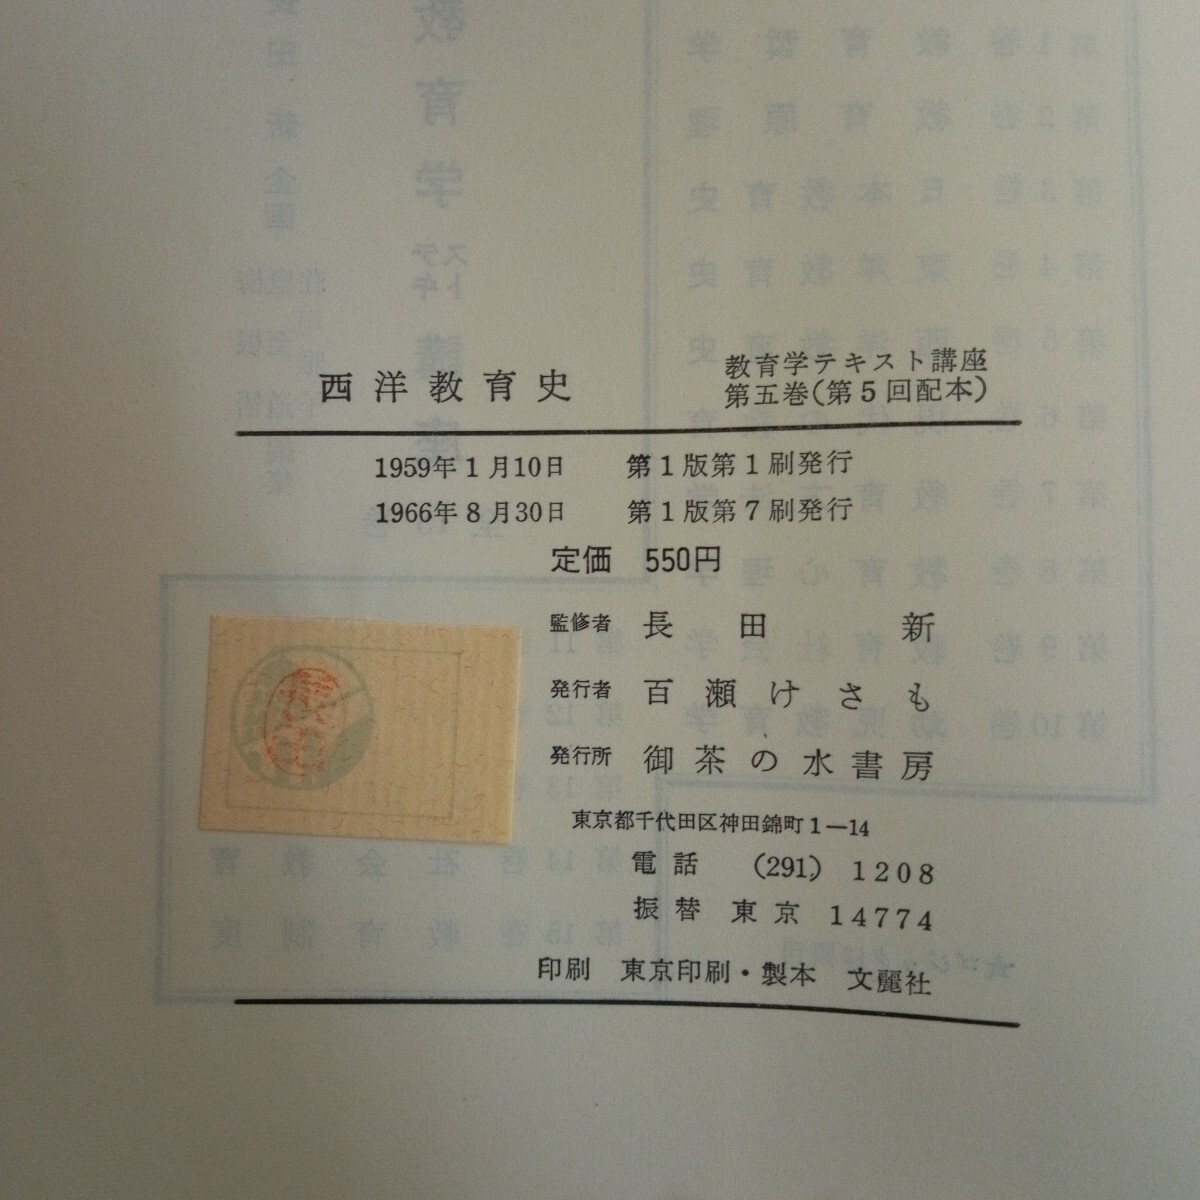 西洋教育史
教育学テキスト講座
第五巻(第5回配本)
1959年1月10日 第1版第1刷発行
1966年8月30日 第1版第7刷発行
定価 550円
監修者 長田 新
発行者 百瀬けさも
発行所 御茶の水書房
東京都千代田区神田錦町1―14
電話 (291) 1208
振替 東京 14774
印刷 東京印刷・製本 文麗社